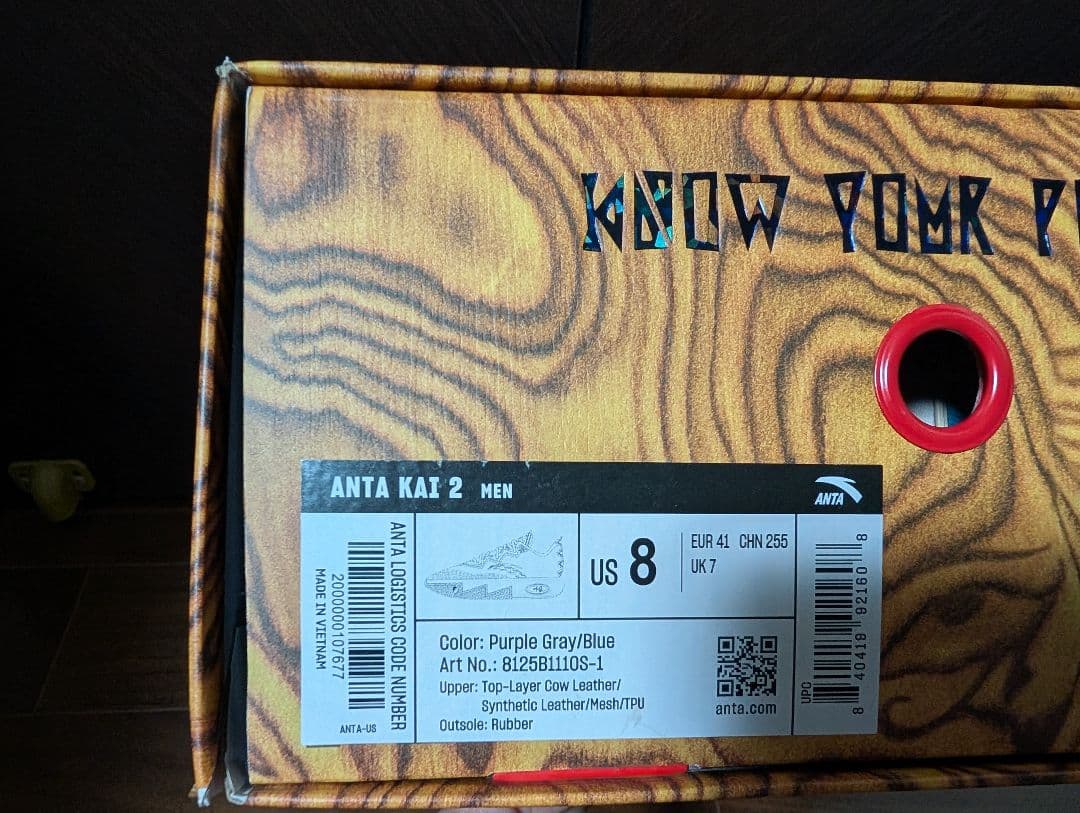 KNOW YOUR P
ANTA KAI 2 MEN
ANTA
ANTA LOGISTICS CODE NUMBER
2000000107677
MADE IN VIETNAM
ANTA-US
US 8
EUR 41 CHN 255
UK 7
Color: Purple Gray/Blue
Art No.: 8125B1110S-1
Upper: Top-Layer Cow Leather/
Synthetic Leather/Mesh/TPU
Outsole: Rubber
anta.com
UPC
8 40419 92160 8